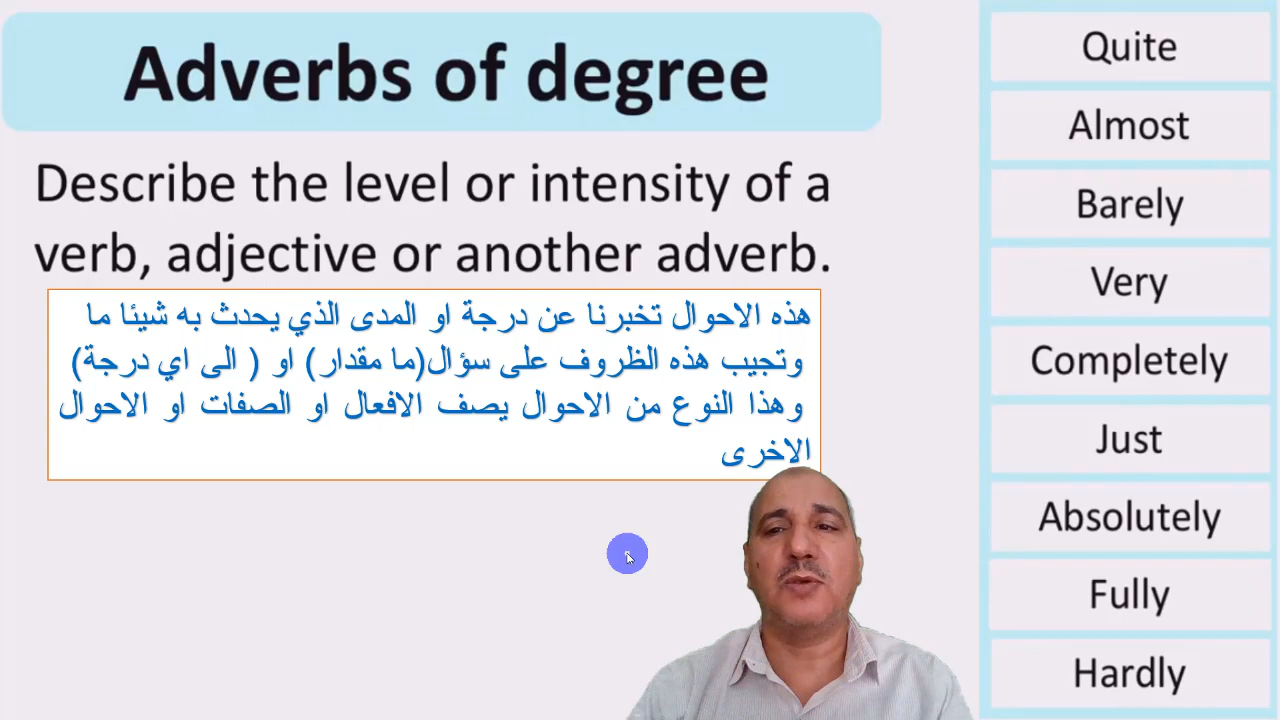 Adverbs of degree
Describe the level or intensity of a
verb, adjective or another adverb.
هذه الاحوال تخبرنا عن درجة او المدى الذي يحدث به شيئا ما
وتجيب هذه الظروف على سؤال(ما مقدار) او ( الى اي درجة)
وهذا النوع من الاحوال يصف الافعال او الصفات او الاحوال
الاخرى
Quite
Almost
Barely
Very
Completely
Just
Absolutely
Fully
Hardly